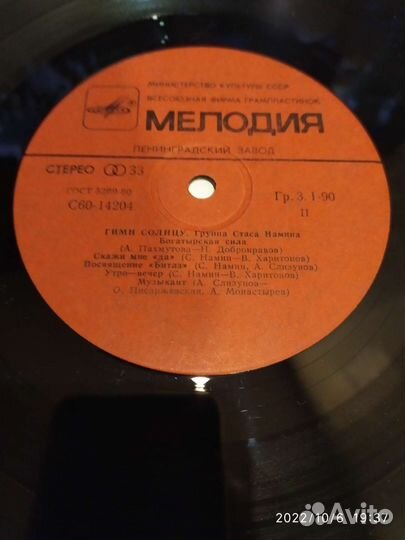 МИНИСТЕРСТВО КУЛЬТУРЫ СССР
ВСЕСОЮЗНАЯ ФИРМА ГРАМПЛАСТИНОК
МЕЛОДИЯ
ЛЕНИНГРАДСКИЙ ЗАВОД
СТЕРЕО 33
ГОСТ 5289-80
С60-14204
Гр. 3. 1-90
II
ГИМН СОЛНЦУ. Группа Стаса Намина
Богатырская сила
(А. Пахмутова—Н. Добронравов)
Скажи мне «да» (С. Намин—В. Харитонов)
Посвящение «Битлз» (С. Намин, А. Слизунов)
Утро—вечер (С. Намин—В. Харитонов)
Музыкант (А. Слизунов—
О. Писаржевская, А. Монастырев)
2022/10/6 19:37
Avito